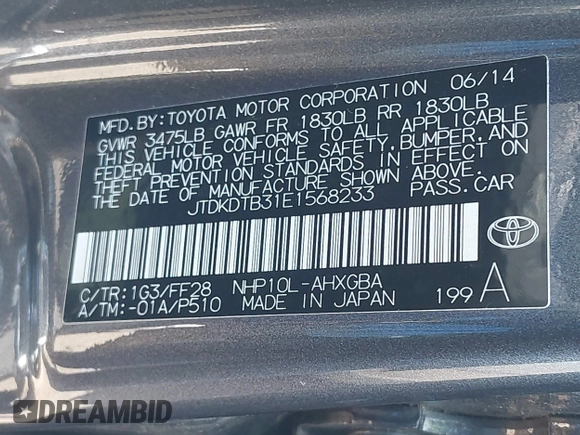 MFD.BY:TOYOTA MOTOR CORPORATION 06/14
GVWR 3475LB GAWR FR 1830LB RR 1830LB
THIS VEHICLE CONFORMS TO ALL APPLICABLE
FEDERAL MOTOR VEHICLE SAFETY,BUMPER,AND
THEFT PREVENTION STANDARDS IN EFFECT ON
THE DATE OF MANUFACTURE SHOWN ABOVE.
JTDKDTB31E1568233 PASS.CAR
C/TR:1G3/FF28 NHP10L-AHXGBA
A/TM:-01A/P510 MADE IN JAPAN 199A
DREAMBID